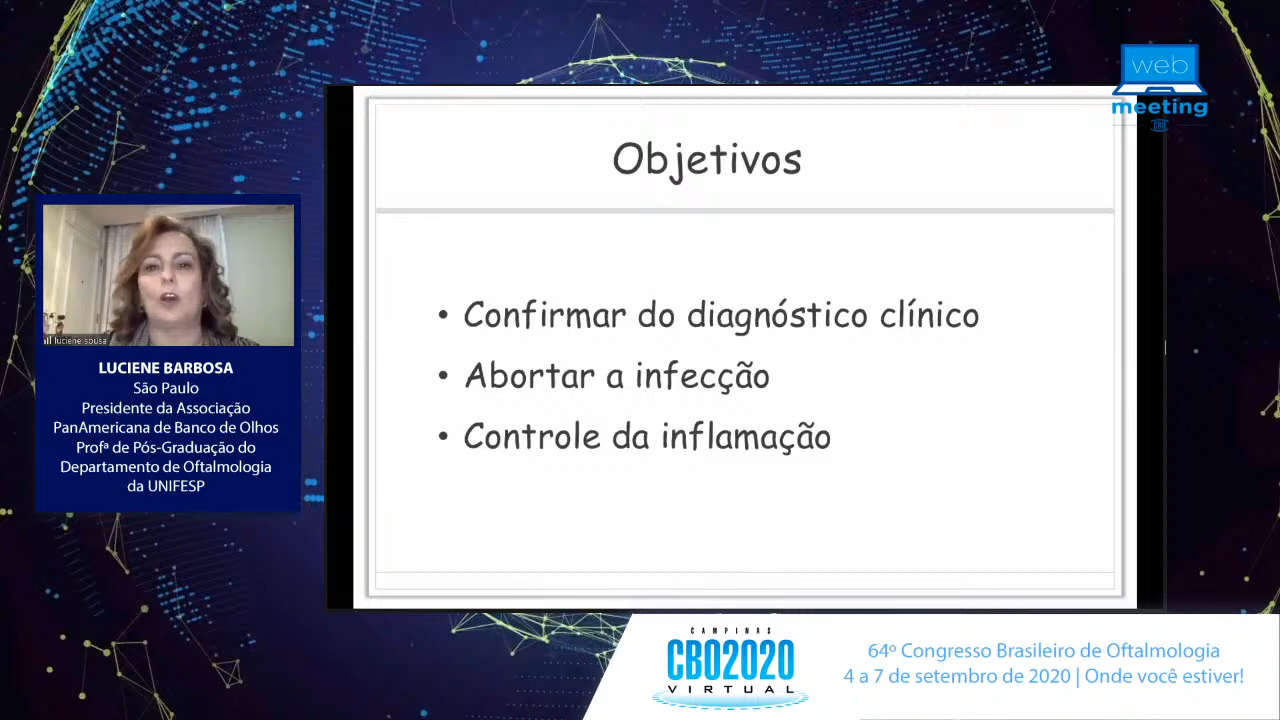 web
meeting
CBO
Objetivos
• Confirmar do diagnóstico clínico
• Abortar a infecção
• Controle da inflamação
luciene sousa
LUCIENE BARBOSA
São Paulo
Presidente da Associação
PanAmericana de Banco de Olhos
Profª de Pós-Graduação do
Departamento de Oftalmologia
da UNIFESP
CAMPINAS
CBO2020
VIRTUAL
64º Congresso Brasileiro de Oftalmologia
4 a 7 de setembro de 2020 | Onde você estiver!